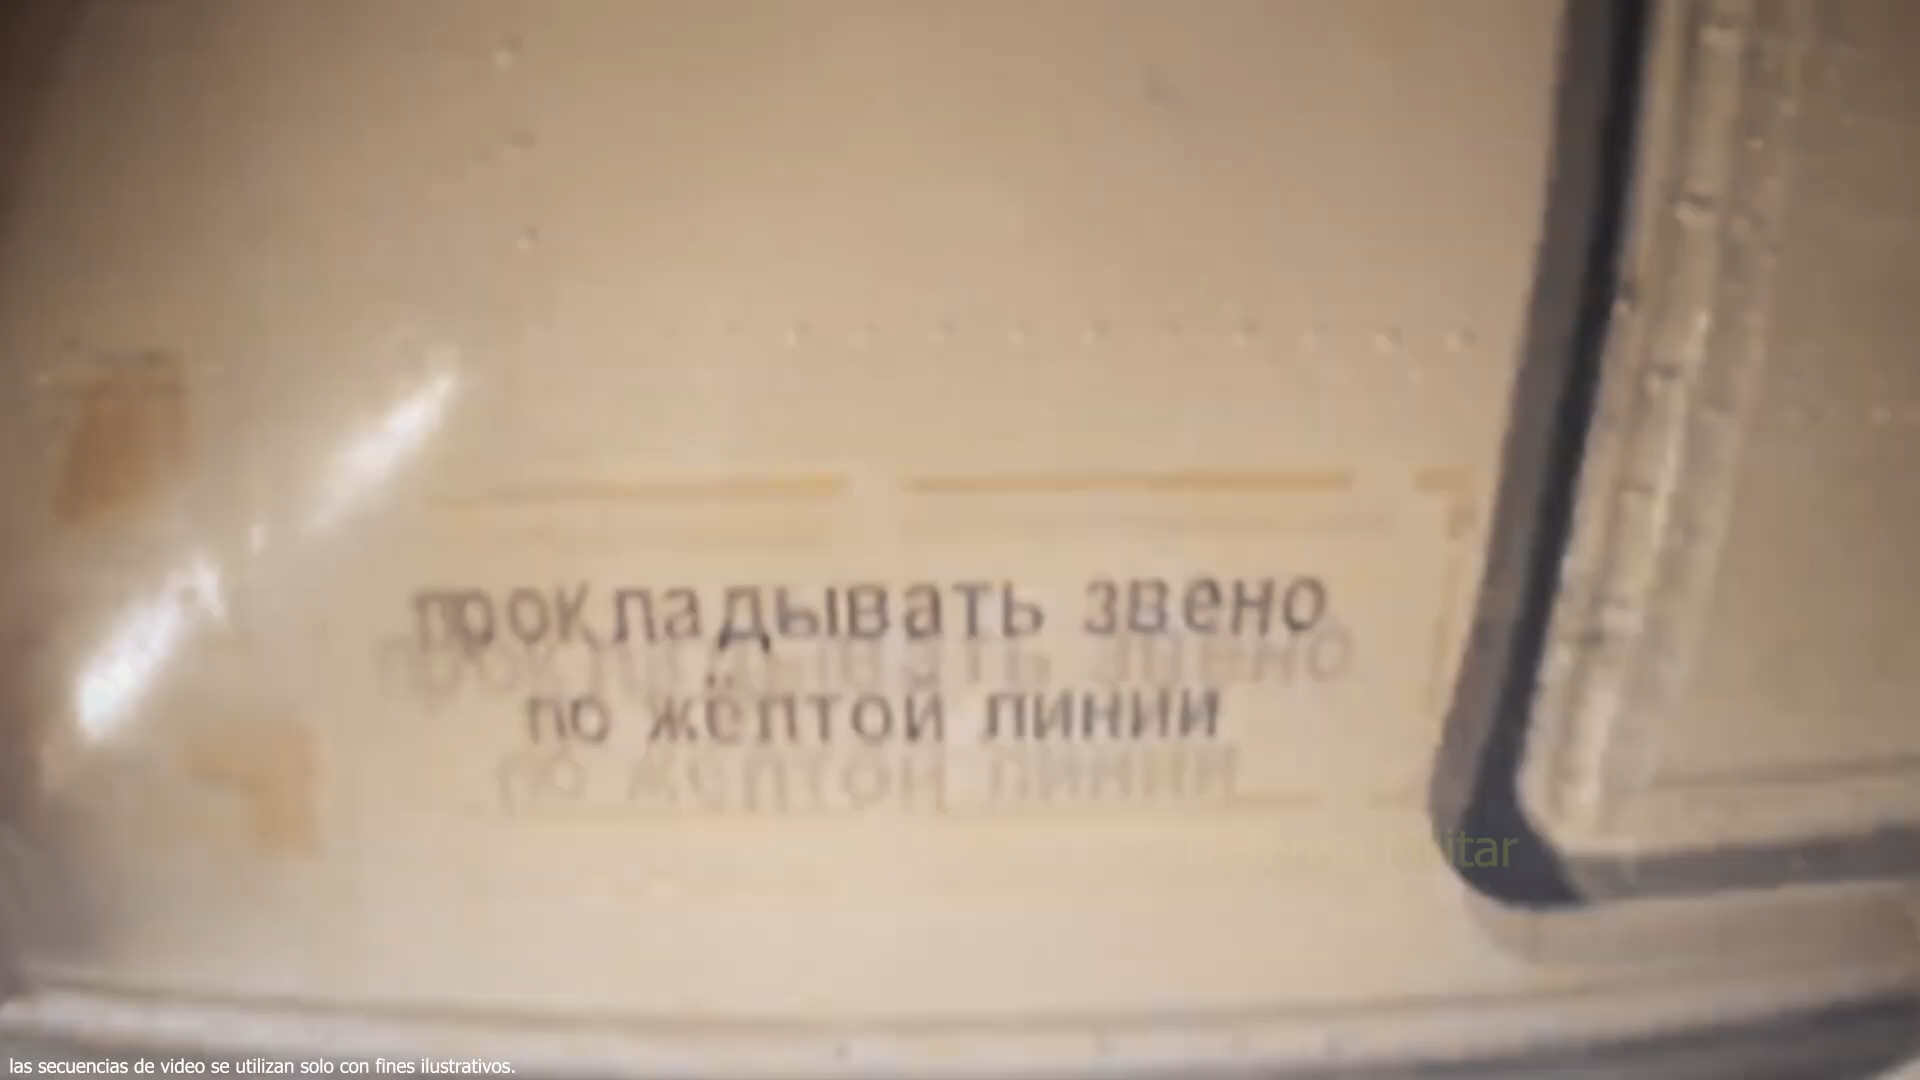 прокладывать звено
по жёлтой линии
las secuencias de video se utilizan solo con fines ilustrativos.